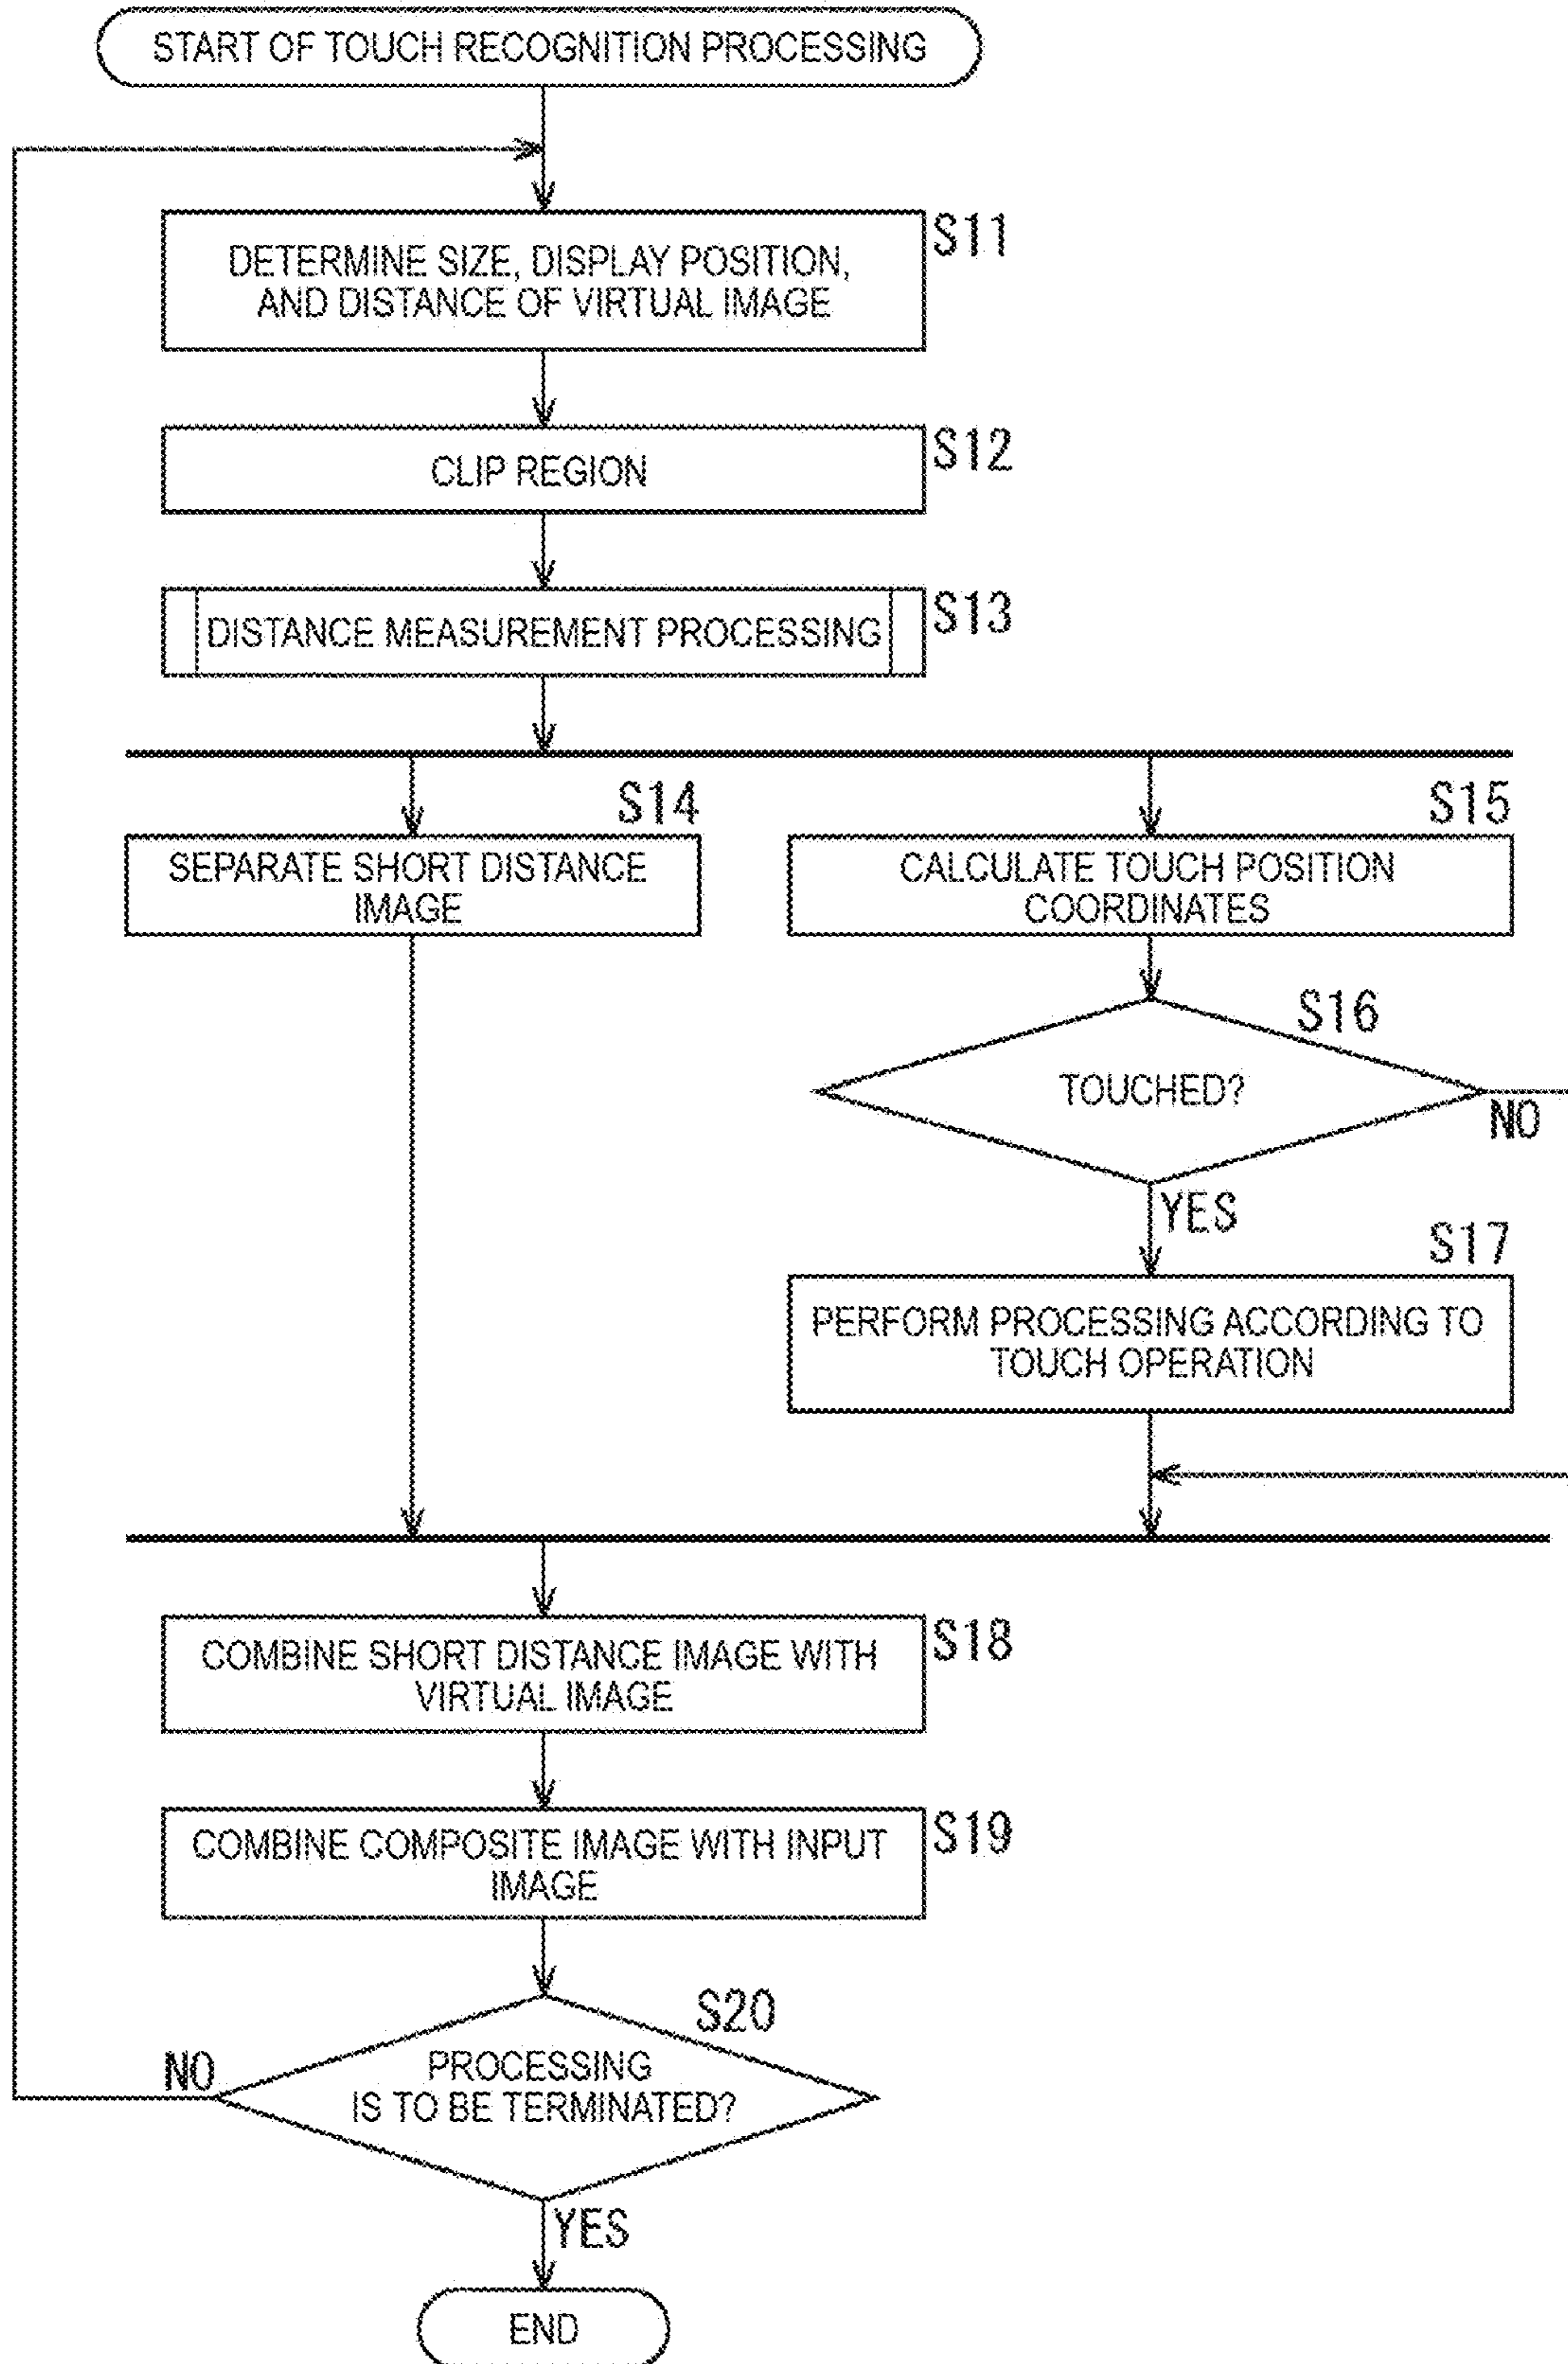 START OF TOUCH RECOGNITION PROCESSING
S11
DETERMINE SIZE, DISPLAY POSITION,
AND DISTANCE OF VIRTUAL IMAGE
S12
CLIP REGION
S13
DISTANCE MEASUREMENT PROCESSING
S14
SEPARATE SHORT DISTANCE
IMAGE
S15
CALCULATE TOUCH POSITION
COORDINATES
S16
TOUCHED?
NO
YES
S17
PERFORM PROCESSING ACCORDING TO
TOUCH OPERATION
S18
COMBINE SHORT DISTANCE IMAGE WITH
VIRTUAL IMAGE
S19
COMBINE COMPOSITE IMAGE WITH INPUT
IMAGE
S20
PROCESSING
IS TO BE TERMINATED?
NO
YES
END